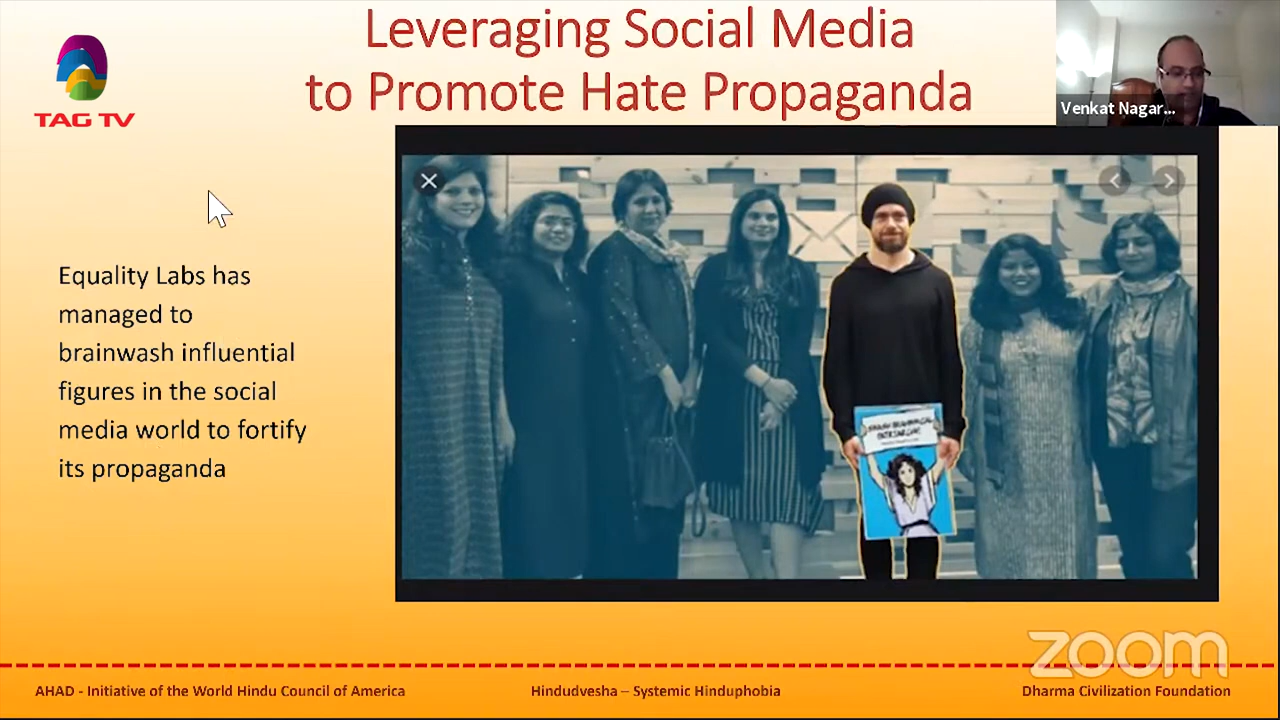 Leveraging Social Media
to Promote Hate Propaganda
TAG TV
Venkat Nagar...
Equality Labs has
managed to
brainwash influential
figures in the social
media world to fortify
its propaganda
zoom
AHAD - Initiative of the World Hindu Council of America
Hindudvesha – Systemic Hinduphobia
Dharma Civilization Foundation